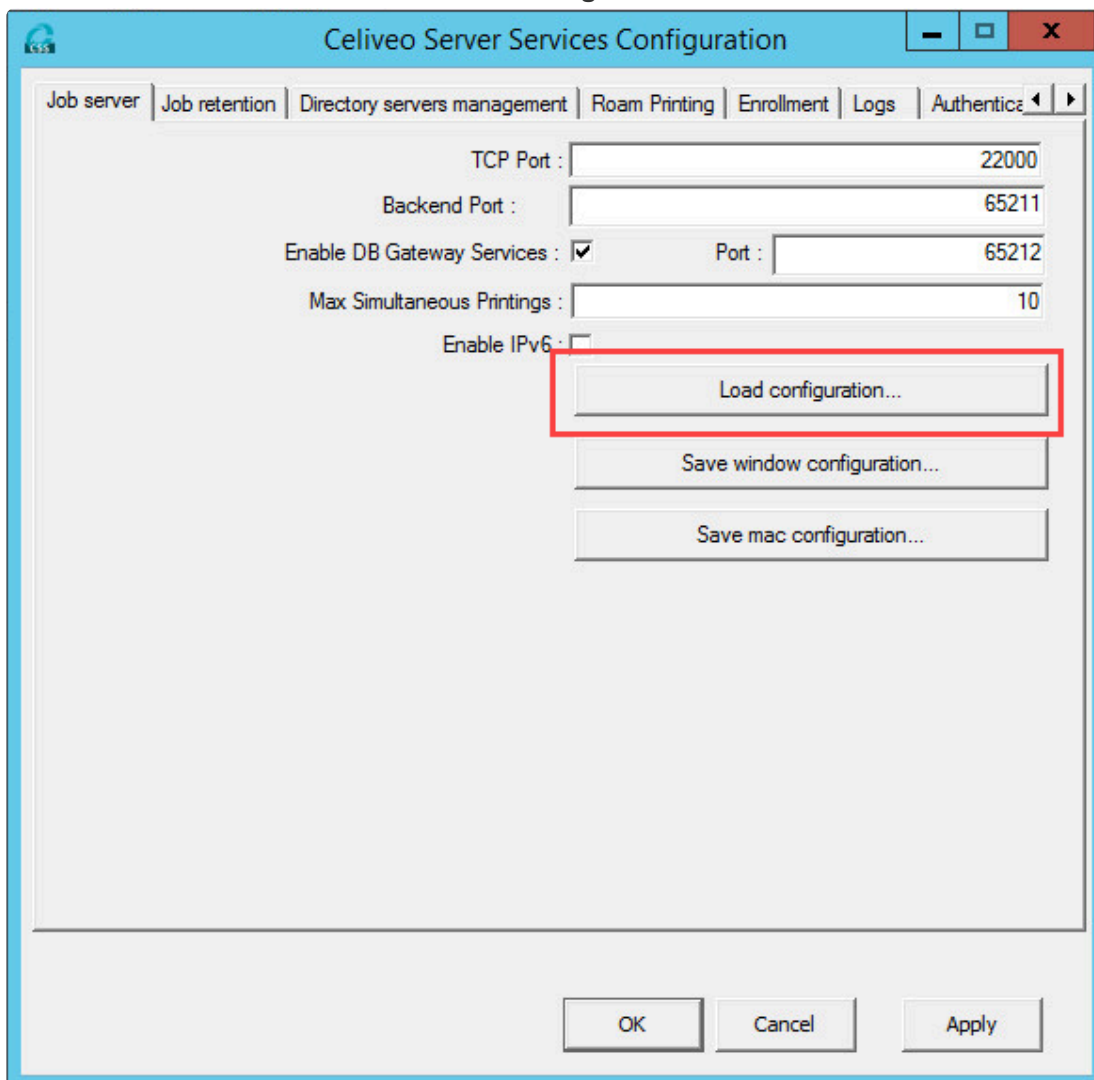 CSS
Celiveo Server Services Configuration
Job server Job retention Directory servers management Roam Printing Enrollment Logs Authentica
TCP Port : 22000
Backend Port : 65211
Enable DB Gateway Services : Port : 65212
Max Simultaneous Printings : 10
Enable IPv6 :
Load configuration...
Save window configuration...
Save mac configuration...
OK Cancel Apply